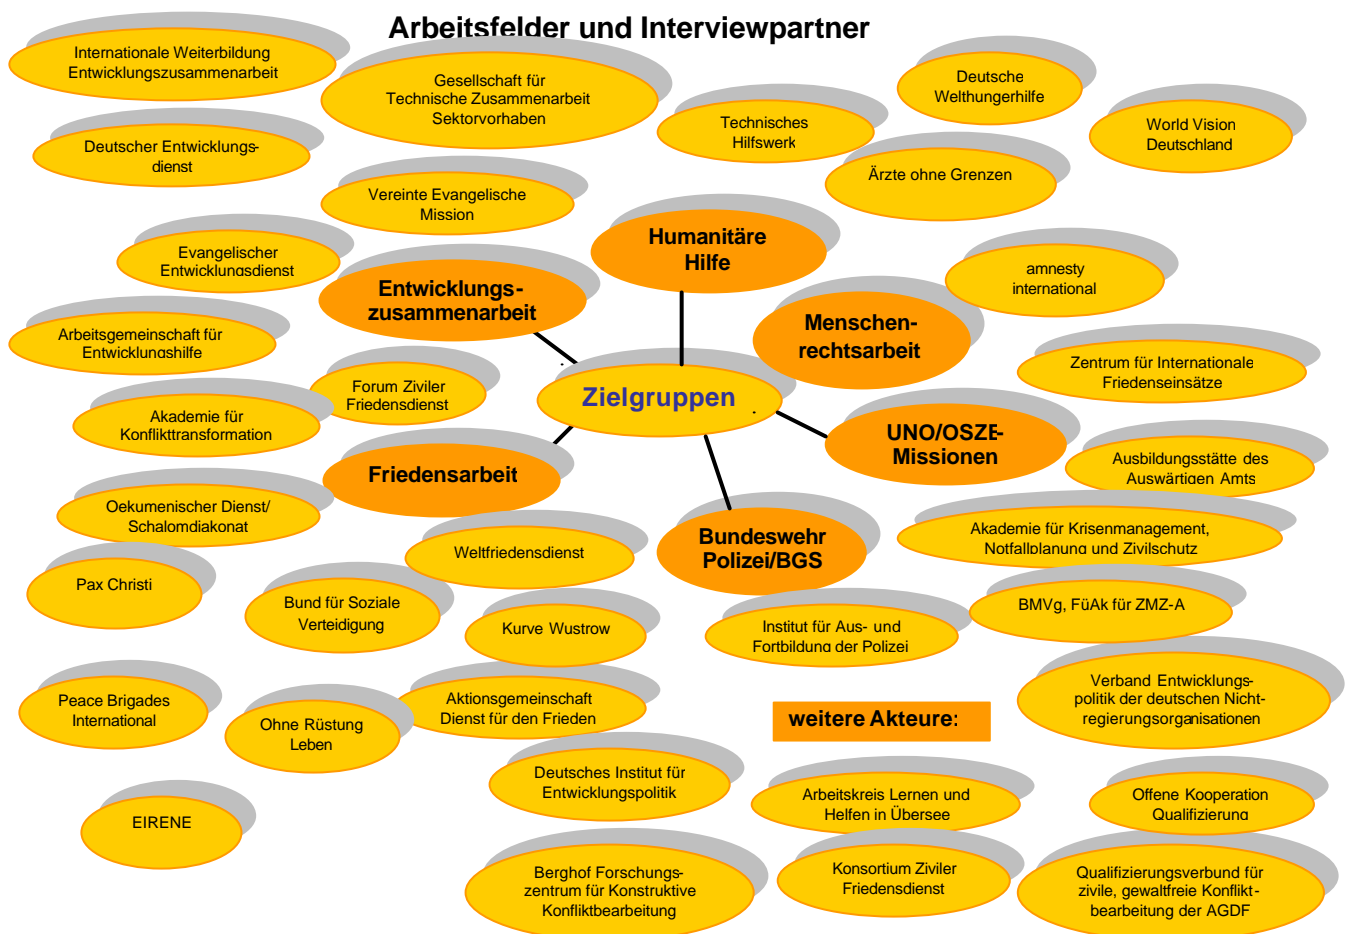 Arbeitsfelder und Interviewpartner
Internationale Weiterbildung
Entwicklungszusammenarbeit
Gesellschaft für
Technische Zusammenarbeit
Sektorvorhaben
Deutsche
Welthungerhilfe
Technisches
Hilfswerk
World Vision
Deutschland
Deutscher Entwicklungs-
dienst
Ärzte ohne Grenzen
Vereinte Evangelische
Mission
Humanitäre
Hilfe
Evangelischer
Entwicklungsdienst
amnesty
international
Entwicklungs-
zusammenarbeit
Menschen-
rechtsarbeit
Arbeitsgemeinschaft für
Entwicklungshilfe
Zentrum für Internationale
Friedenseinsätze
Forum Ziviler
Friedensdienst
Zielgruppen
Akademie für
Konflikttransformation
UNO/OSZE-
Missionen
Friedensarbeit
Ausbildungsstätte des
Auswärtigen Amts
Oekumenischer Dienst/
Schalomdiakonat
Akademie für Krisenmanagement,
Notfallplanung und Zivilschutz
Bundeswehr
Polizei/BGS
Weltfriedensdienst
Pax Christi
Bund für Soziale
Verteidigung
BMVg, FüAk für ZMZ-A
Kurve Wustrow
Institut für Aus- und
Fortbildung der Polizei
Verband Entwicklungs-
politik der deutschen Nicht-
regierungsorganisationen
Peace Brigades
International
Aktionsgemeinschaft
Dienst für den Frieden
Ohne Rüstung
Leben
weitere Akteure:
Deutsches Institut für
Entwicklungspolitik
Arbeitskreis Lernen und
Helfen in Übersee
Offene Kooperation
Qualifizierung
EIRENE
Berghof Forschungs-
zentrum für Konstruktive
Konfliktbearbeitung
Konsortium Ziviler
Friedensdienst
Qualifizierungsverbund für
zivile, gewaltfreie Konflikt-
bearbeitung der AGDF